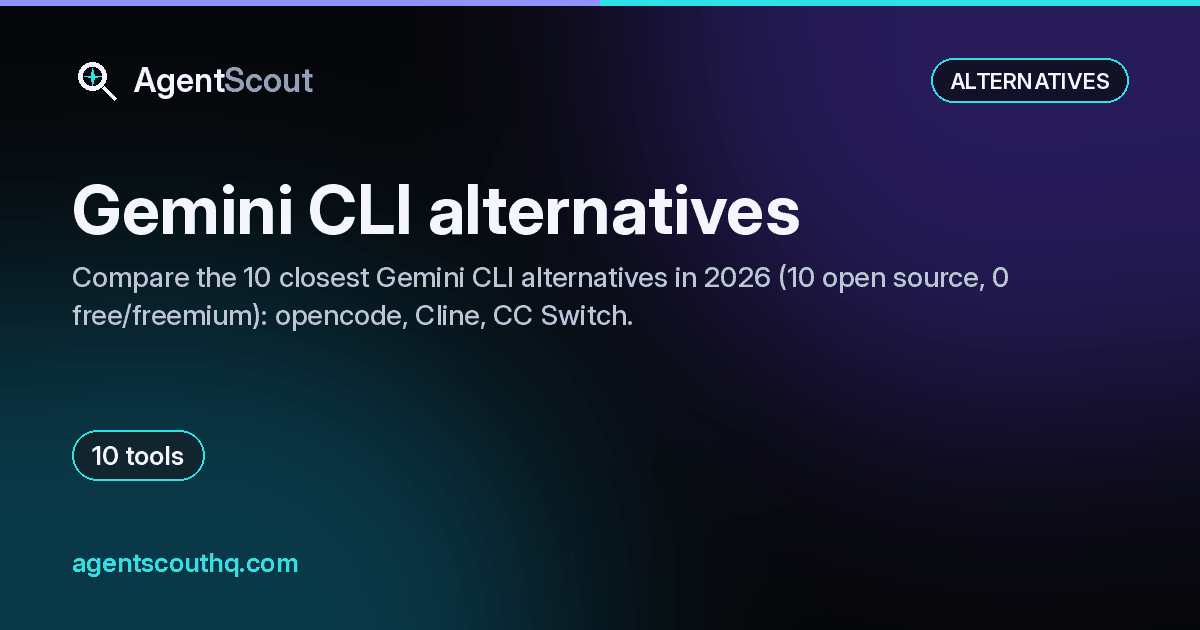 AgentScout
ALTERNATIVES
Gemini CLI alternatives
Compare the 10 closest Gemini CLI alternatives in 2026 (10 open source, 0
free/freemium): opencode, Cline, CC Switch.
10 tools
agentscouthq.com